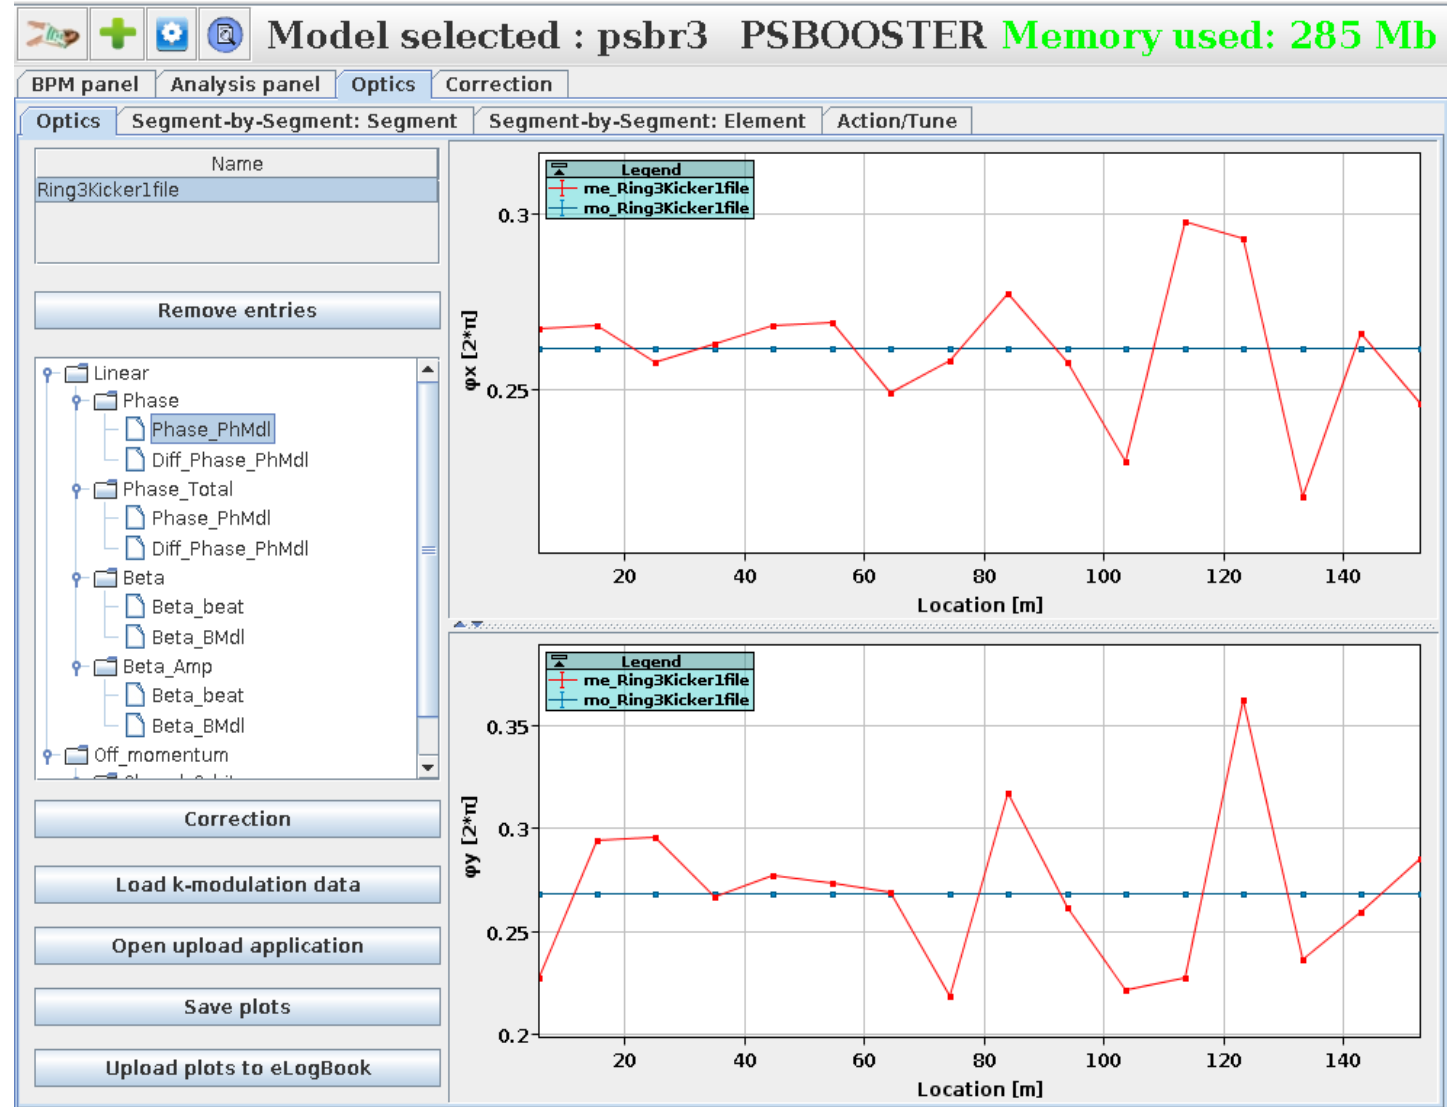 Model selected : psbr3 PSBOOSTER Memory used: 285 Mb
BPM panel Analysis panel Optics Correction
Optics Segment-by-Segment: Segment Segment-by-Segment: Element Action/Tune
Name
Ring3Kicker1file
Remove entries
Linear
Phase
Phase_PhMdl
Diff_Phase_PhMdl
Phase_Total
Phase_PhMdl
Diff_Phase_PhMdl
Beta
Beta_beat
Beta_BMdl
Beta_Amp
Beta_beat
Beta_BMdl
Off_momentum
Correction
Load k-modulation data
Open upload application
Save plots
Upload plots to eLogBook
Legend
me_Ring3Kicker1file
mo_Ring3Kicker1file
φx [2*π]
0.3
0.25
20 40 60 80 100 120 140
Location [m]
Legend
me_Ring3Kicker1file
mo_Ring3Kicker1file
φy [2*π]
0.35
0.3
0.25
0.2
20 40 60 80 100 120 140
Location [m]